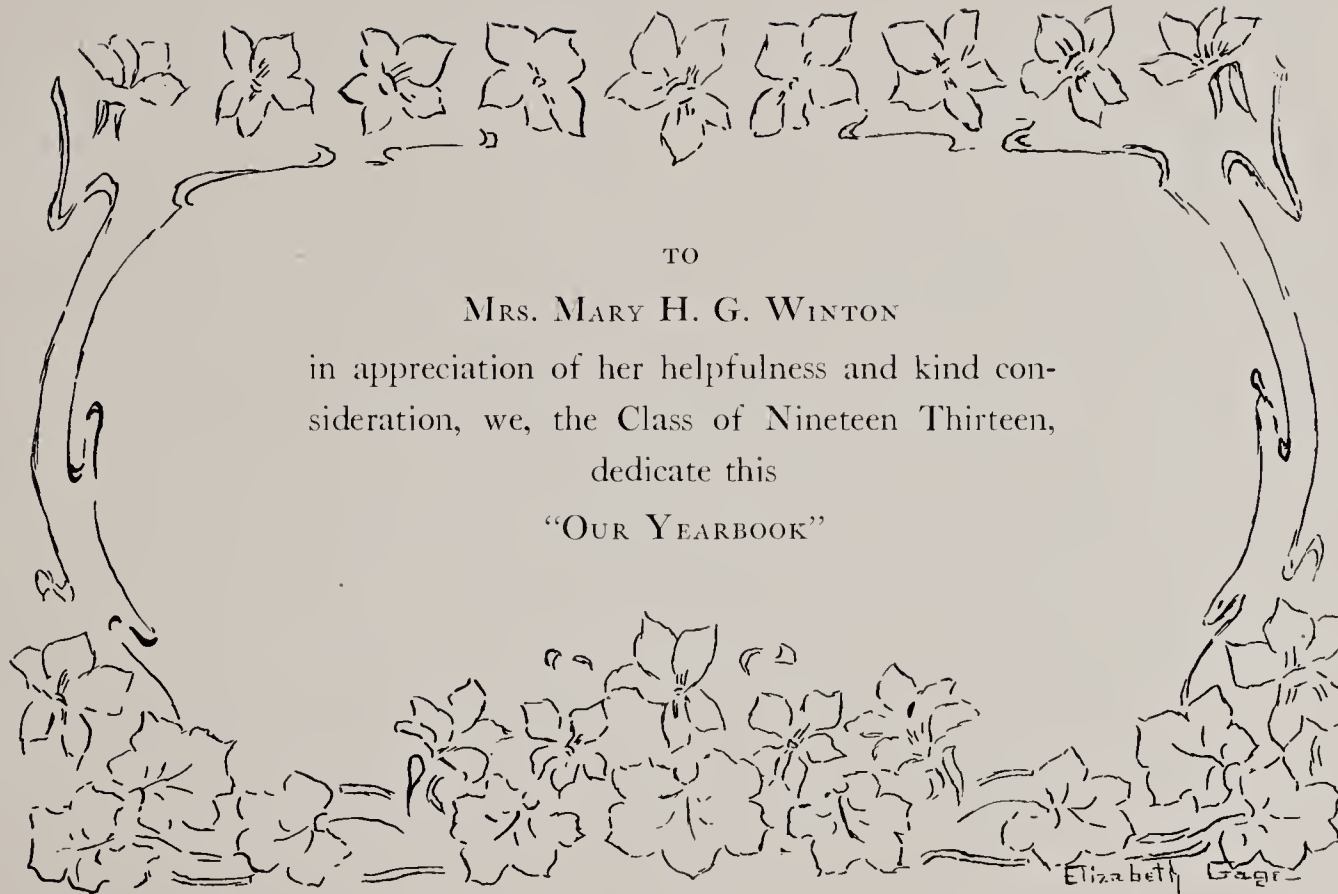 TO
MRS. MARY H. G. WINTON
in appreciation of her helpfulness and kind con-
sideration, we, the Class of Nineteen Thirteen,
dedicate this
“OUR YEARBOOK”
Elizabeth Gage